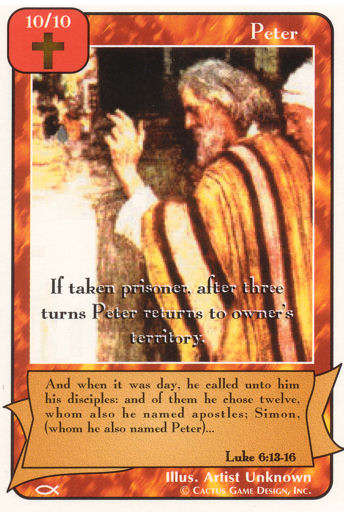 10/10
Peter
If taken prisoner, after three
turns Peter returns to owner's
territory.
And when it was day, he called unto him
his disciples: and of them he chose twelve,
whom also he named apostles; Simon,
(whom he also named Peter)...
Luke 6:13-16
Illus. Artist Unknown
© Cactus Game Design, Inc.